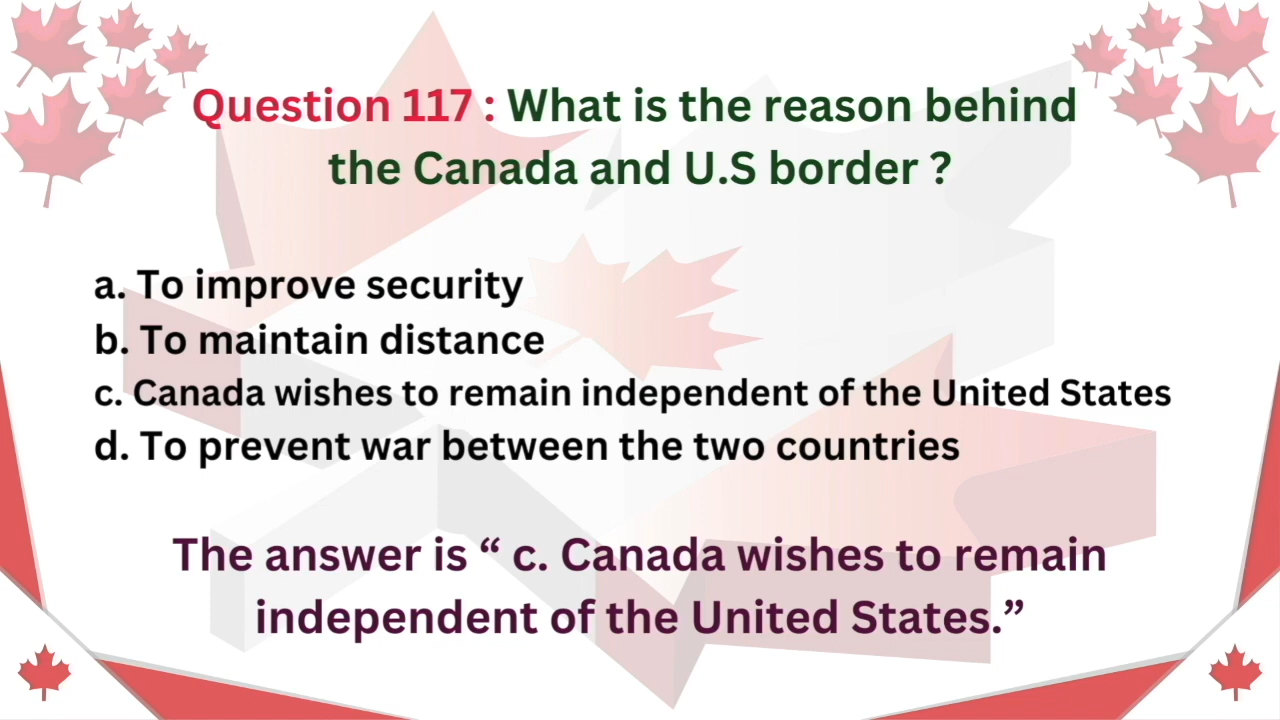 Question 117 : What is the reason behind
the Canada and U.S border ?
a. To improve security
b. To maintain distance
c. Canada wishes to remain independent of the United States
d. To prevent war between the two countries
The answer is “ c. Canada wishes to remain
independent of the United States.”